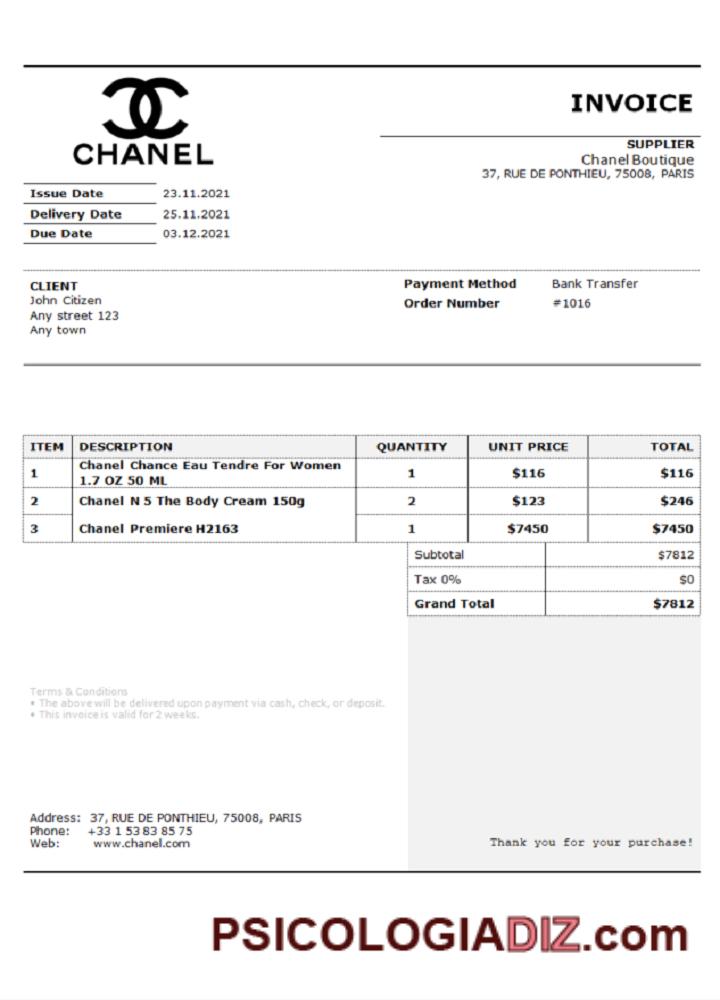 CHANEL
INVOICE
SUPPLIER
Chanel Boutique
37, RUE DE PONTHIEU, 75008, PARIS
Issue Date 23.11.2021
Delivery Date 25.11.2021
Due Date 03.12.2021
CLIENT
John Citizen
Any street 123
Any town
Payment Method Bank Transfer
Order Number #1016
ITEM DESCRIPTION QUANTITY UNIT PRICE TOTAL
1 Chanel Chance Eau Tendre For Women 1 $116 $116
1.7 OZ 50 ML
2 Chanel N 5 The Body Cream 150g 2 $123 $246
3 Chanel Premiere H2163 1 $7450 $7450
Subtotal $7812
Tax 0% $0
Grand Total $7812
Terms & Conditions
• The above will be delivered upon payment via cash, check, or deposit.
• This invoice is valid for 2 weeks.
Address: 37, RUE DE PONTHIEU, 75008, PARIS
Phone: +33 1 53 83 85 75
Web: www.chanel.com
Thank you for your purchase!
PSICOLOGIADIZ.com